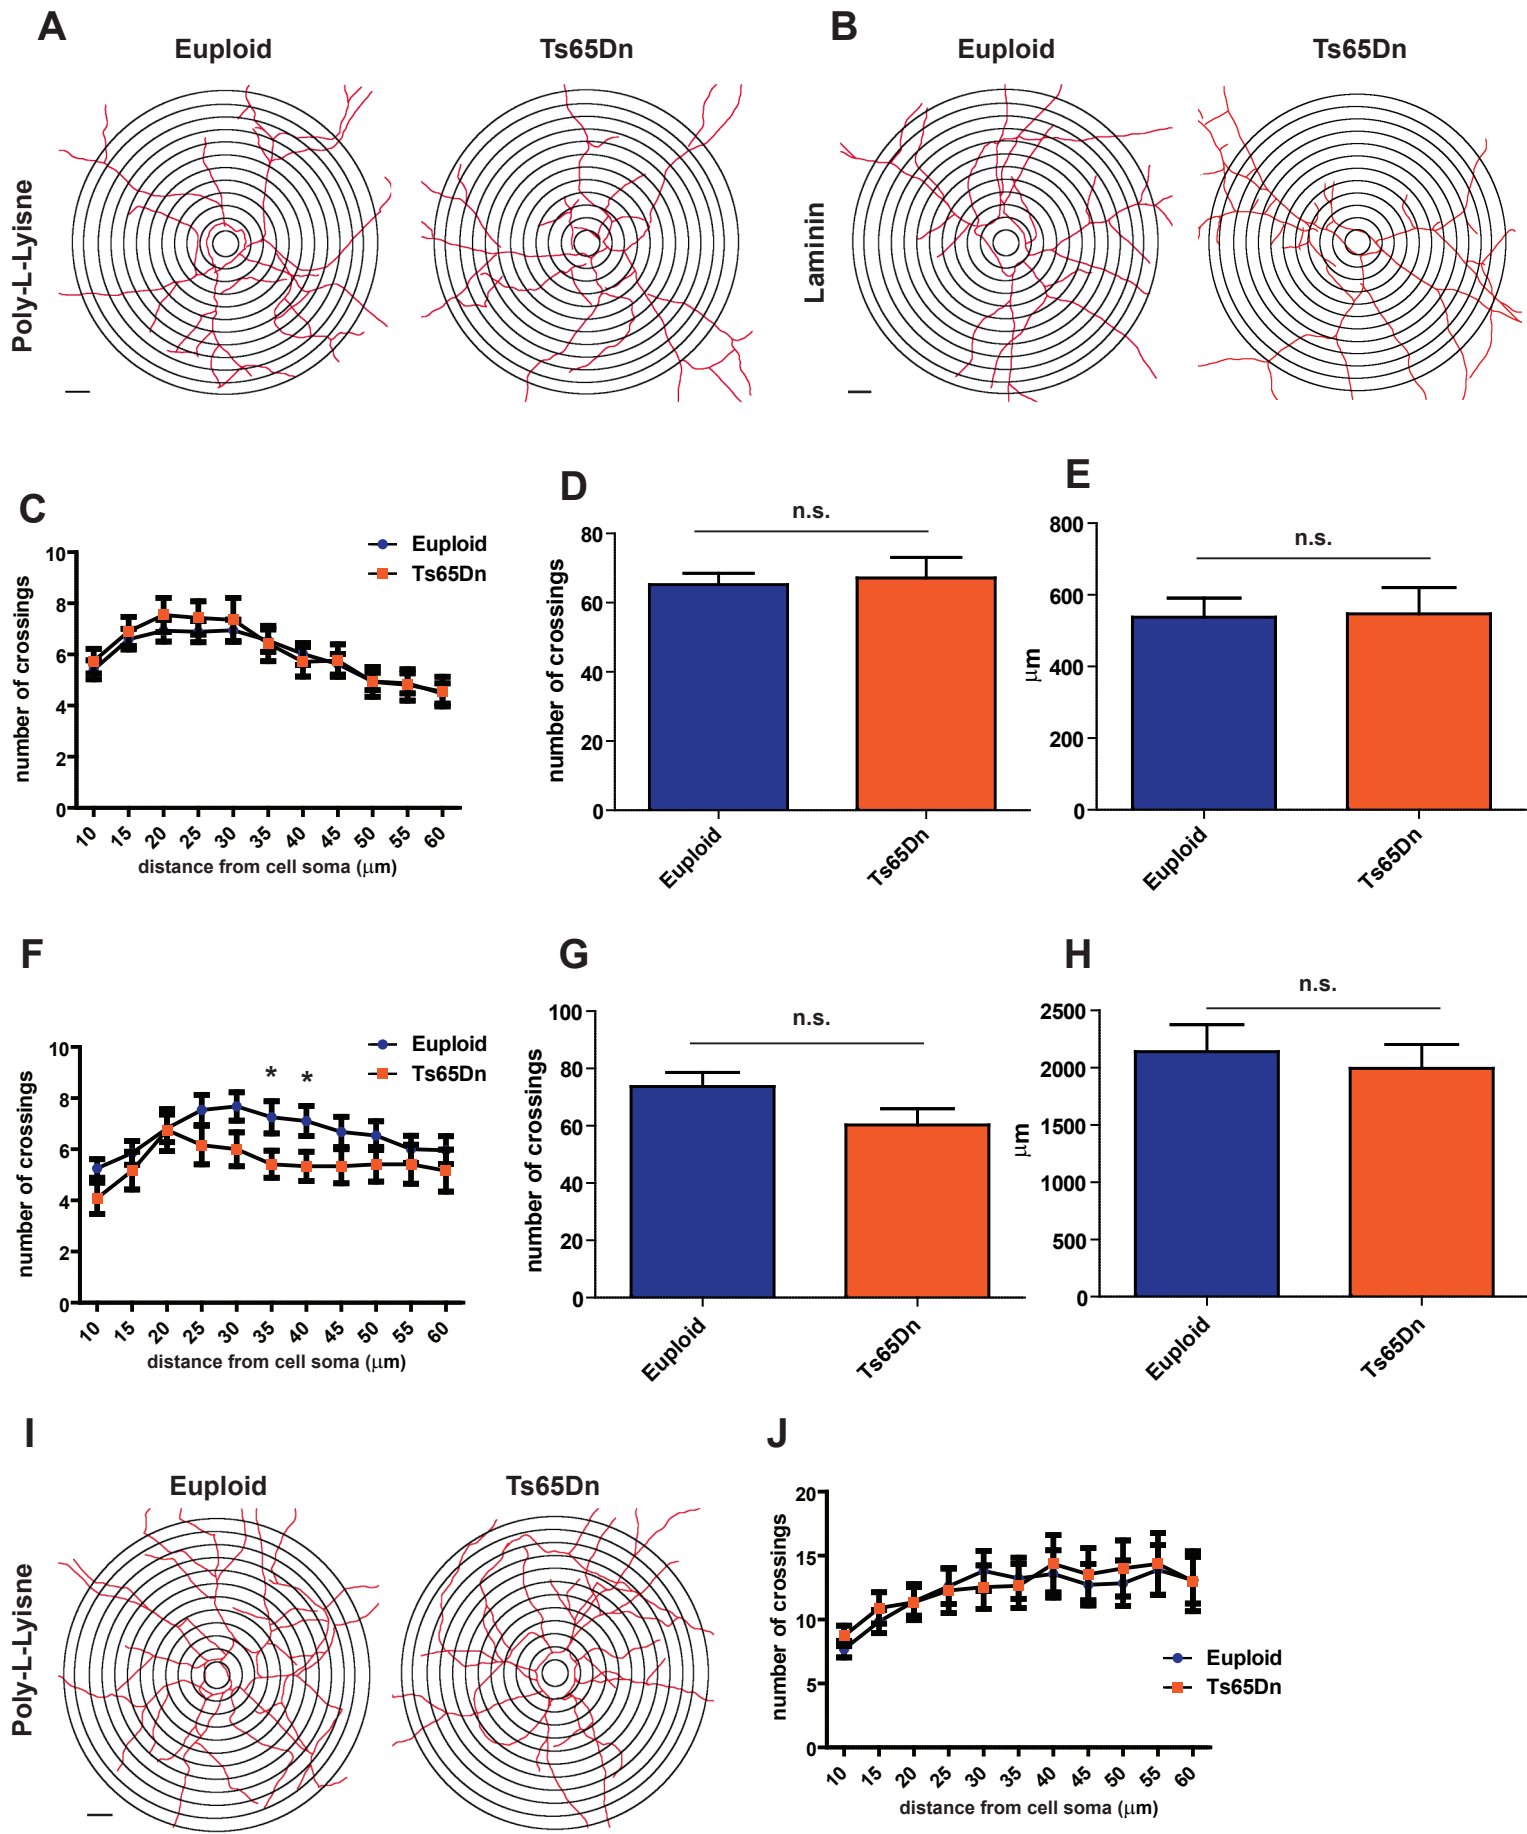 A
B
Euploid
Ts65Dn
Euploid
Ts65Dn
Poly-L-Lyisne
Laminin
C
D
E
Euploid
Ts65Dn
number of crossings
10
8
6
4
2
0
10 15 20 25 30 35 40 45 50 55 60
distance from cell soma (μm)
n.s.
number of crossings
80
60
40
20
0
Euploid
Ts65Dn
n.s.
μm
800
600
400
200
0
Euploid
Ts65Dn
F
G
H
Euploid
Ts65Dn
* *
number of crossings
10
8
6
4
2
0
10 15 20 25 30 35 40 45 50 55 60
distance from cell soma (μm)
n.s.
number of crossings
100
80
60
40
20
0
Euploid
Ts65Dn
n.s.
μm
2500
2000
1500
1000
500
0
Euploid
Ts65Dn
I
J
Euploid
Ts65Dn
Poly-L-Lyisne
number of crossings
20
15
10
5
0
Euploid
Ts65Dn
10 15 20 25 30 35 40 45 50 55 60
distance from cell soma (μm)